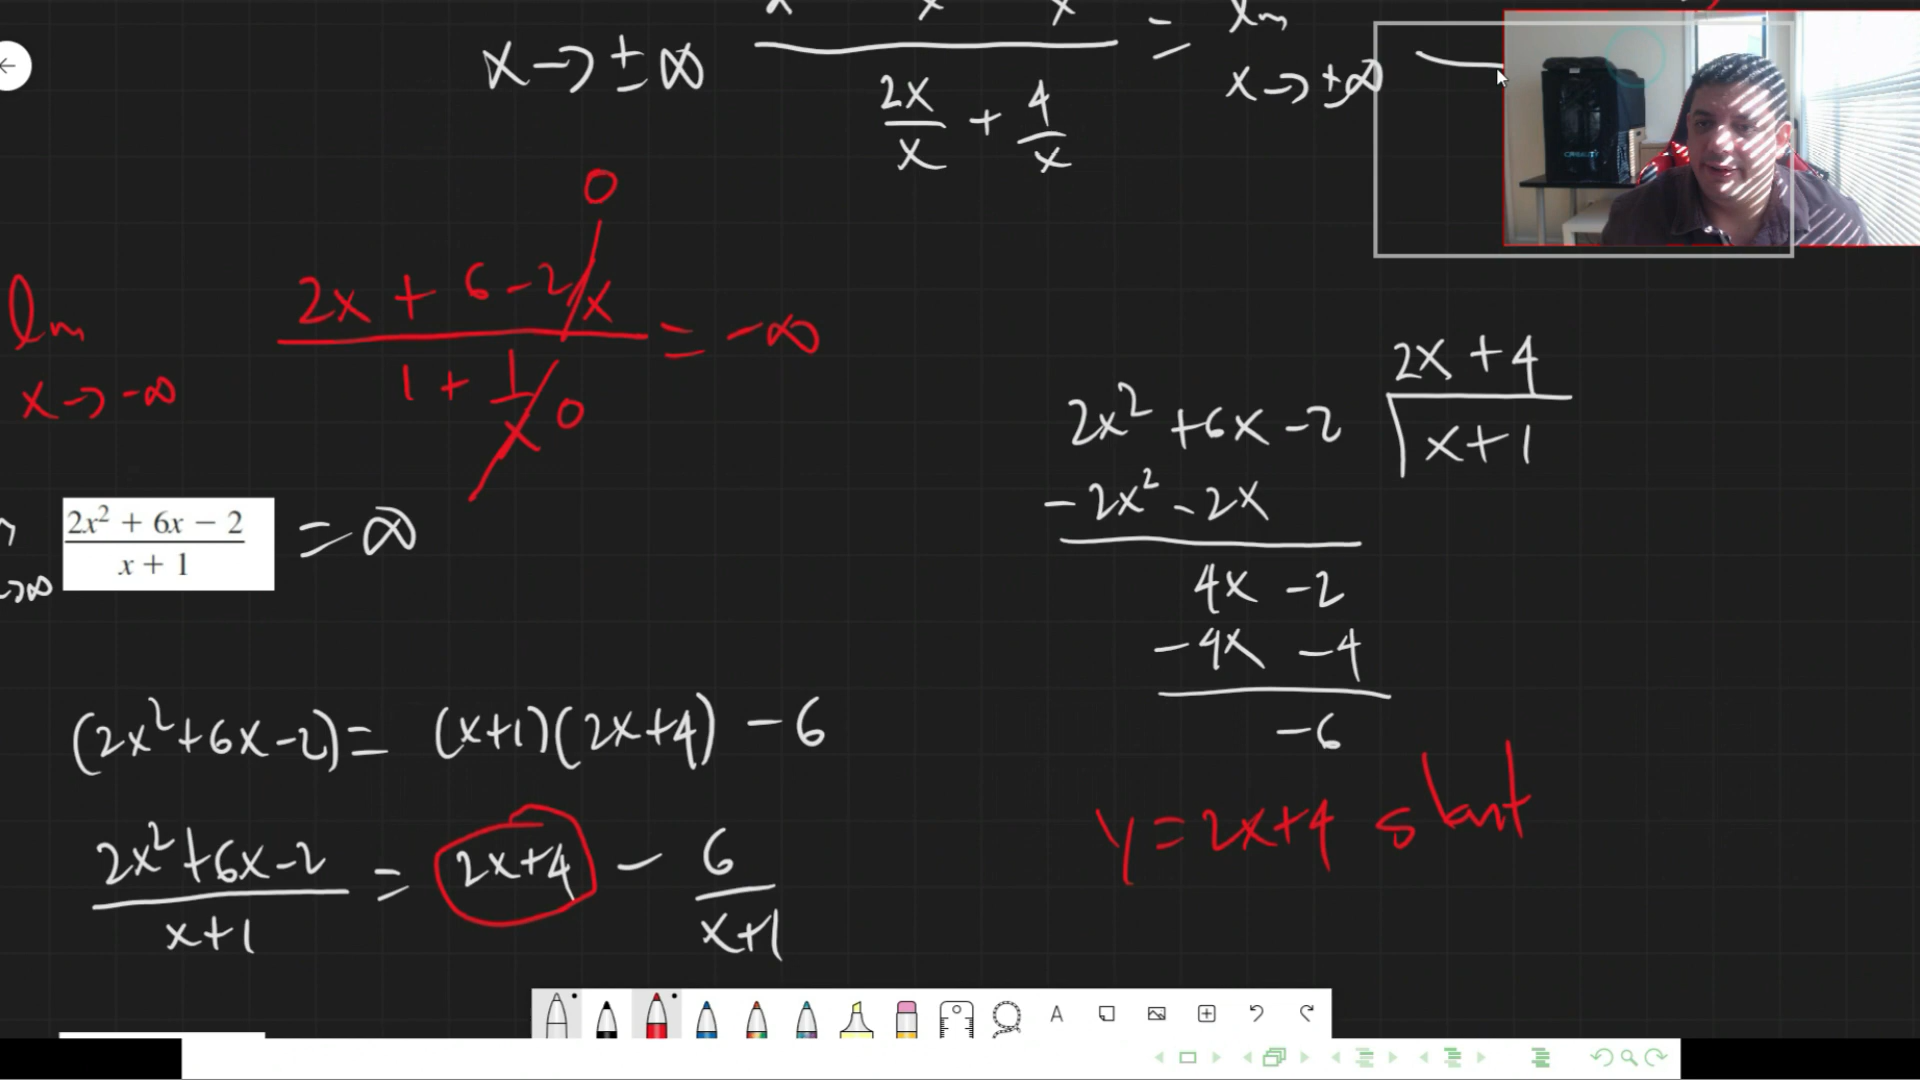 x → ±∞
2x/x + 4/x
= lim
x → ±∞
lim
x → -∞
2x + 6 - 2/x
1 + 1/x
0
0
= -∞
2x² + 6x − 2
x + 1
= ∞
→∞
2x² + 6x - 2
2x + 4
x + 1
- 2x² - 2x
4x - 2
- 4x - 4
- 6
(2x² + 6x - 2) = (x+1)(2x+4) - 6
2x² + 6x - 2
x+1
= 2x+4 - 6
x+1
y = 2x+4 slant
A